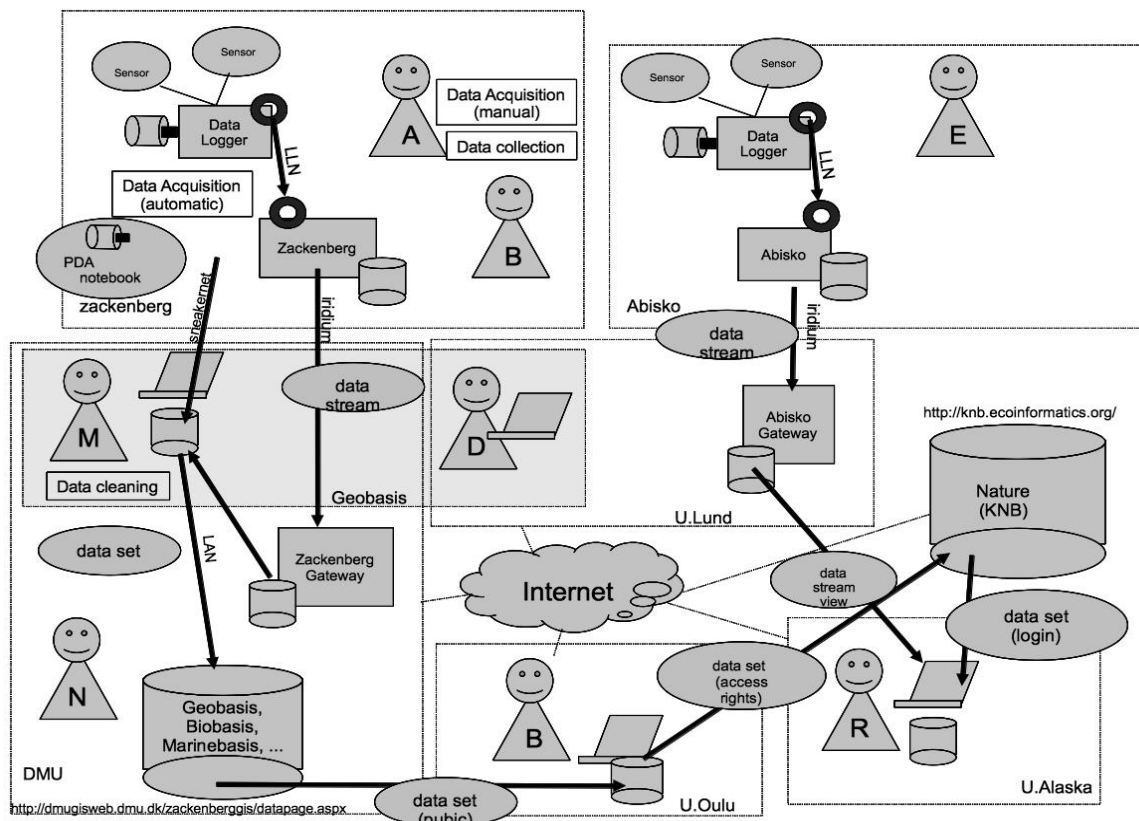 Sensor
Sensor
Data
Logger
LLN
Data Acquisition
(automatic)
PDA
notebook
zackenberg
Zackenberg
A
Data Acquisition
(manual)
Data collection
B
sneakernet
iridium
Sensor
Sensor
Data
Logger
LLN
E
Abisko
Abisko
iridium
data
stream
M
Data cleaning
data
stream
D
Geobasis
Abisko
Gateway
U.Lund
http://knb.ecoinformatics.org/
Nature
(KNB)
data set
LAN
Zackenberg
Gateway
Internet
data
stream
view
data set
(login)
N
Geobasis,
Biobasis,
Marinebasis, ...
DMU
http://dmugisweb.dmu.dk/zackenberggis/datapage.aspx
data set
(pubic)
B
U.Oulu
data set
(access
rights)
R
U.Alaska